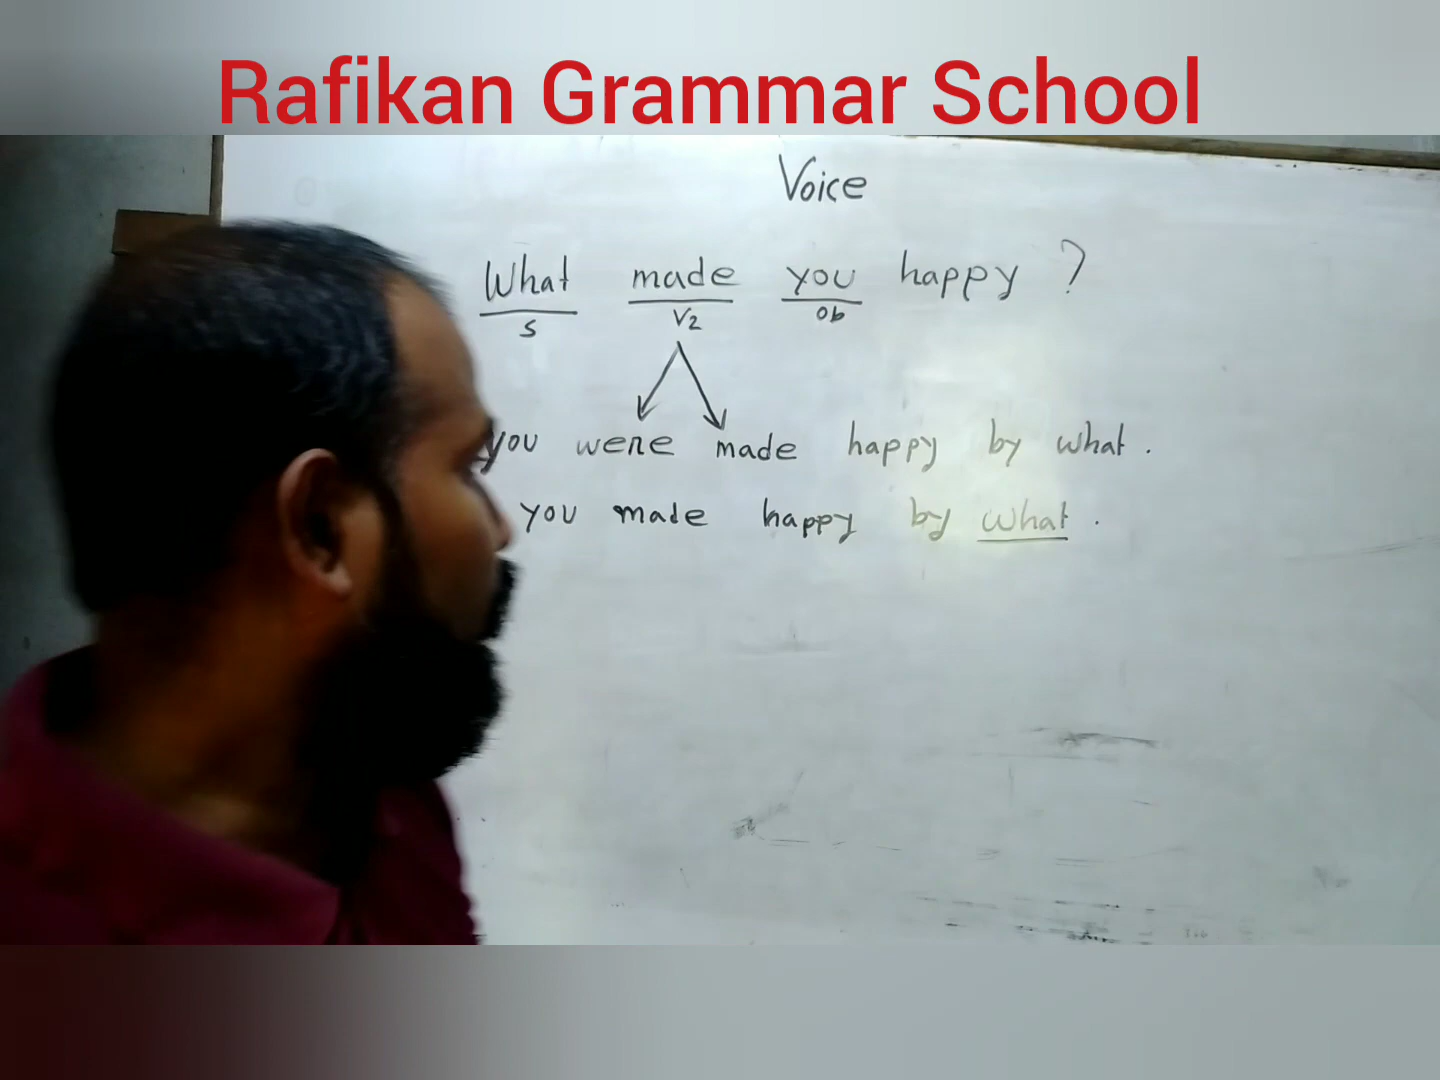 Rafikan Grammar School
Voice
What made you happy ?
S V2 ob
you were made happy by what .
you made happy by what .